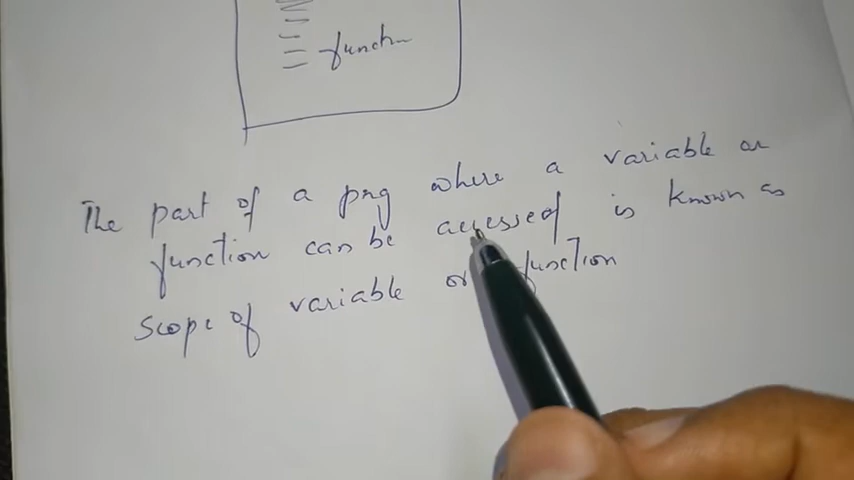 function
The part of a prg where a variable or
function can be accessed is known as
Scope of variable or function